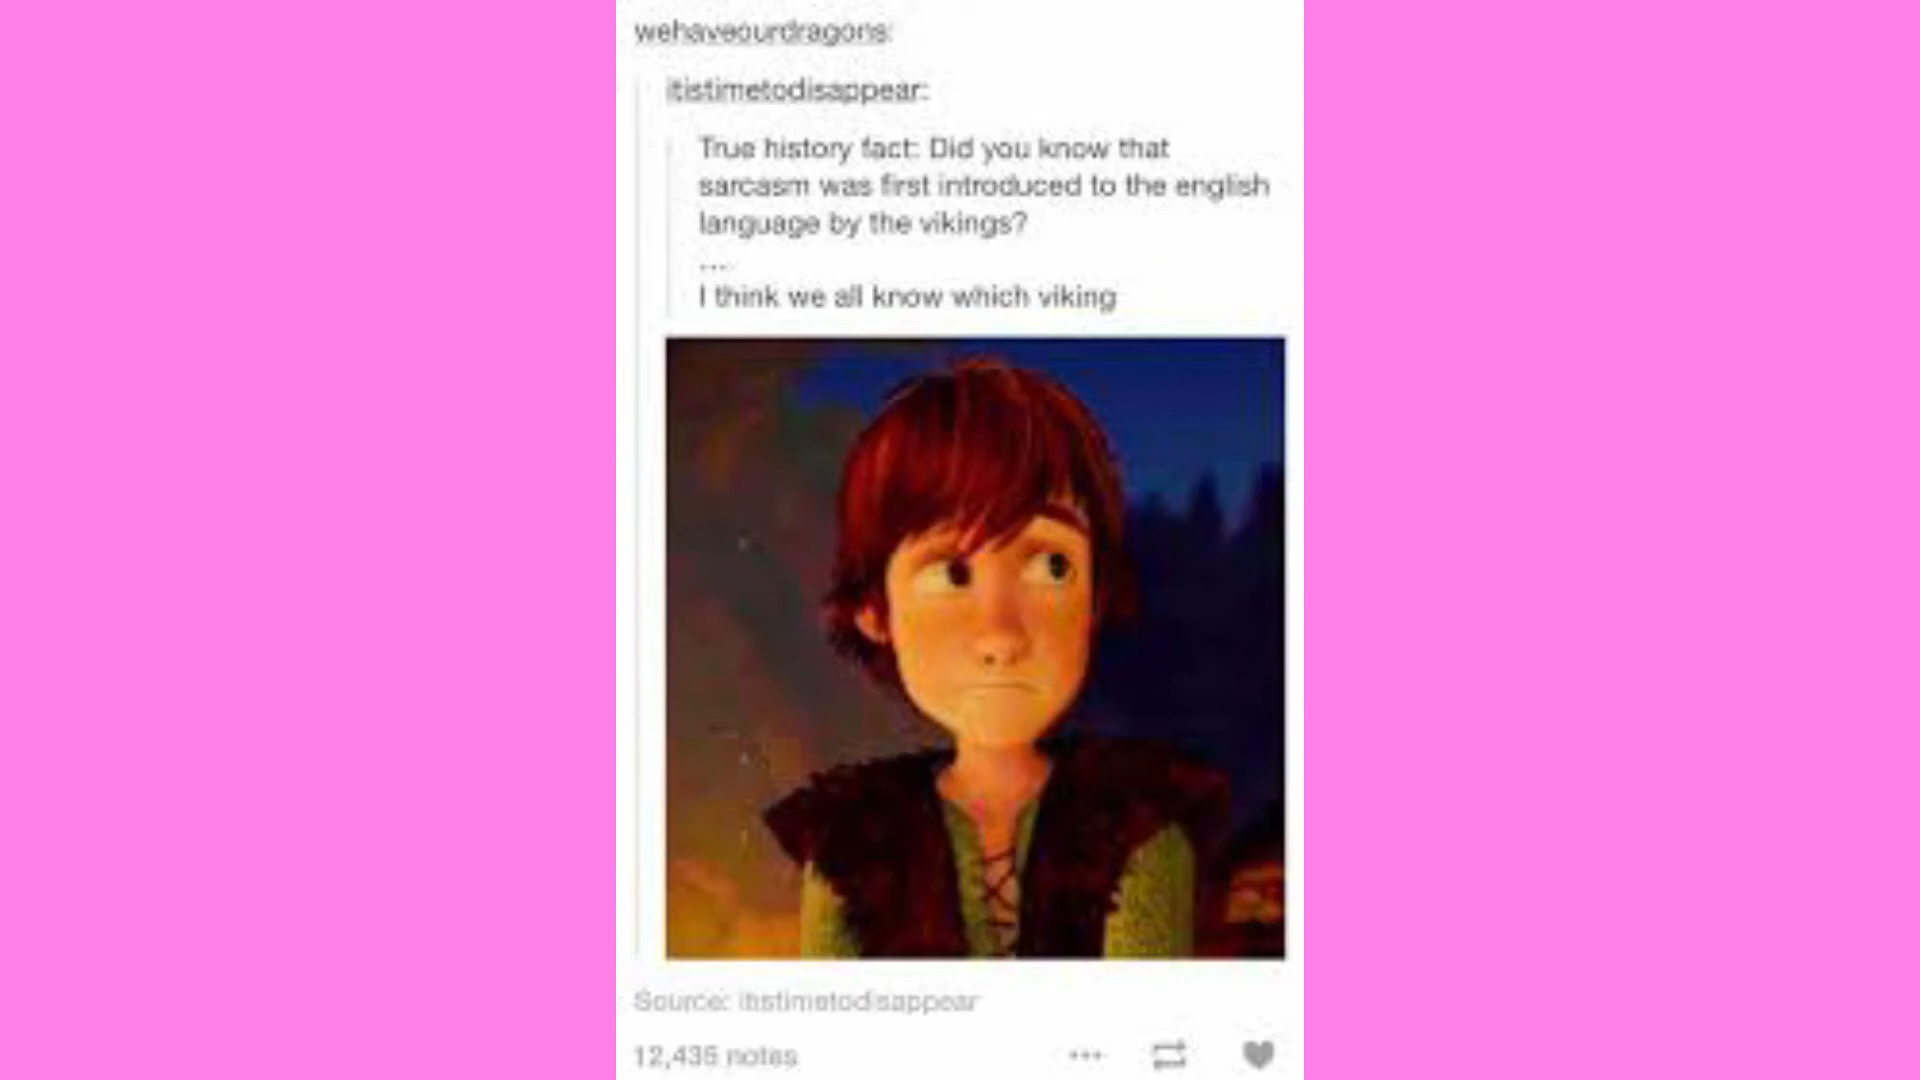 wehaveourdragons:
itistimetodisappear:
True history fact: Did you know that
sarcasm was first introduced to the english
language by the vikings?
...
I think we all know which viking
Source: itistimetodisappear
12,435 notes